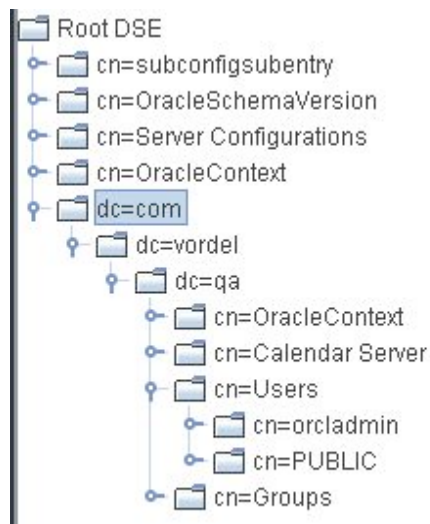 Root DSE
cn=subconfigsubentry
cn=OracleSchemaVersion
cn=Server Configurations
cn=OracleContext
dc=com
dc=vordel
dc=qa
cn=OracleContext
cn=Calendar Server
cn=Users
cn=orcladmin
cn=PUBLIC
cn=Groups